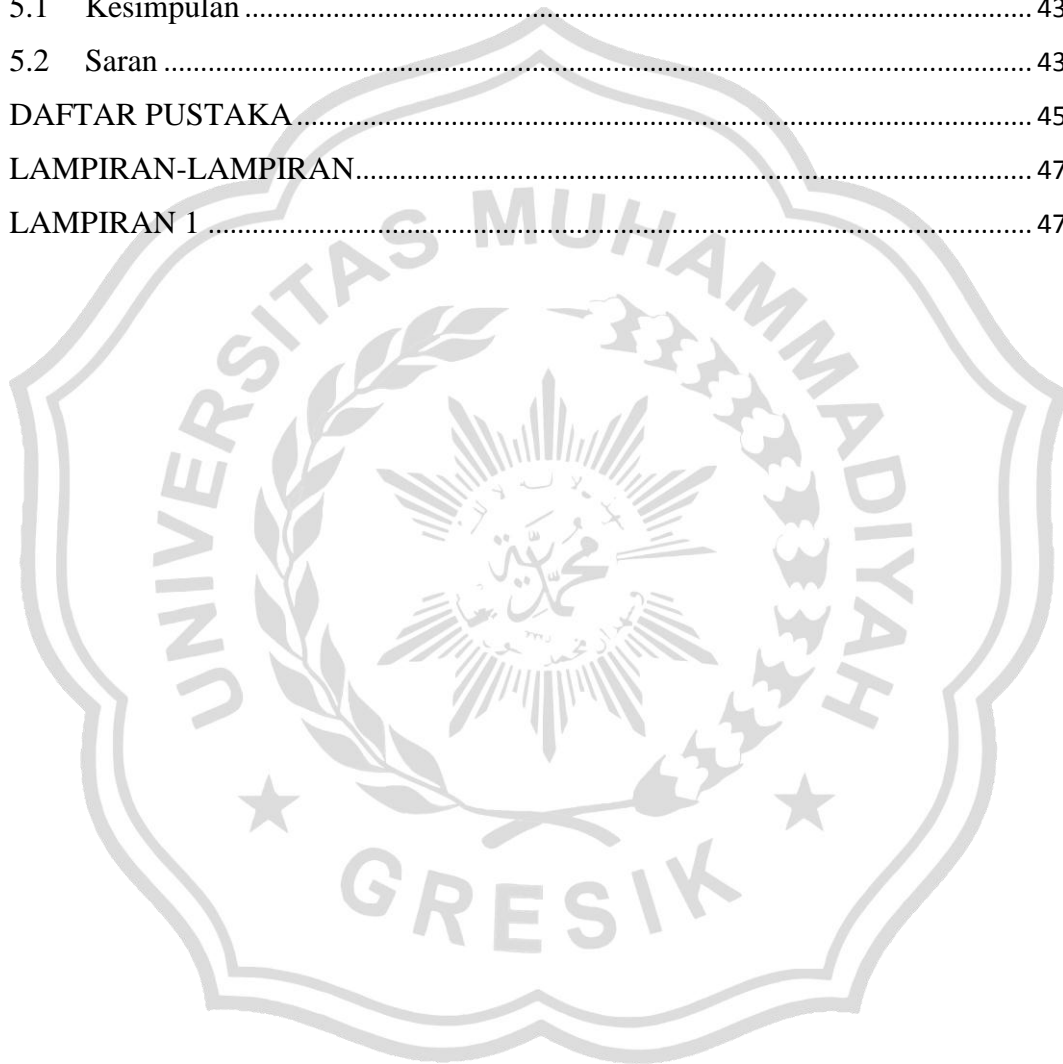 5.1 Kesimpulan ........................................................................................................ 43
5.2 Saran ................................................................................................................... 43
DAFTAR PUSTAKA ................................................................................................... 45
LAMPIRAN-LAMPIRAN ........................................................................................... 47
LAMPIRAN 1 ............................................................................................................... 47
UNIVERSITAS MUHAMMADIYAH
محمد
GRESIK